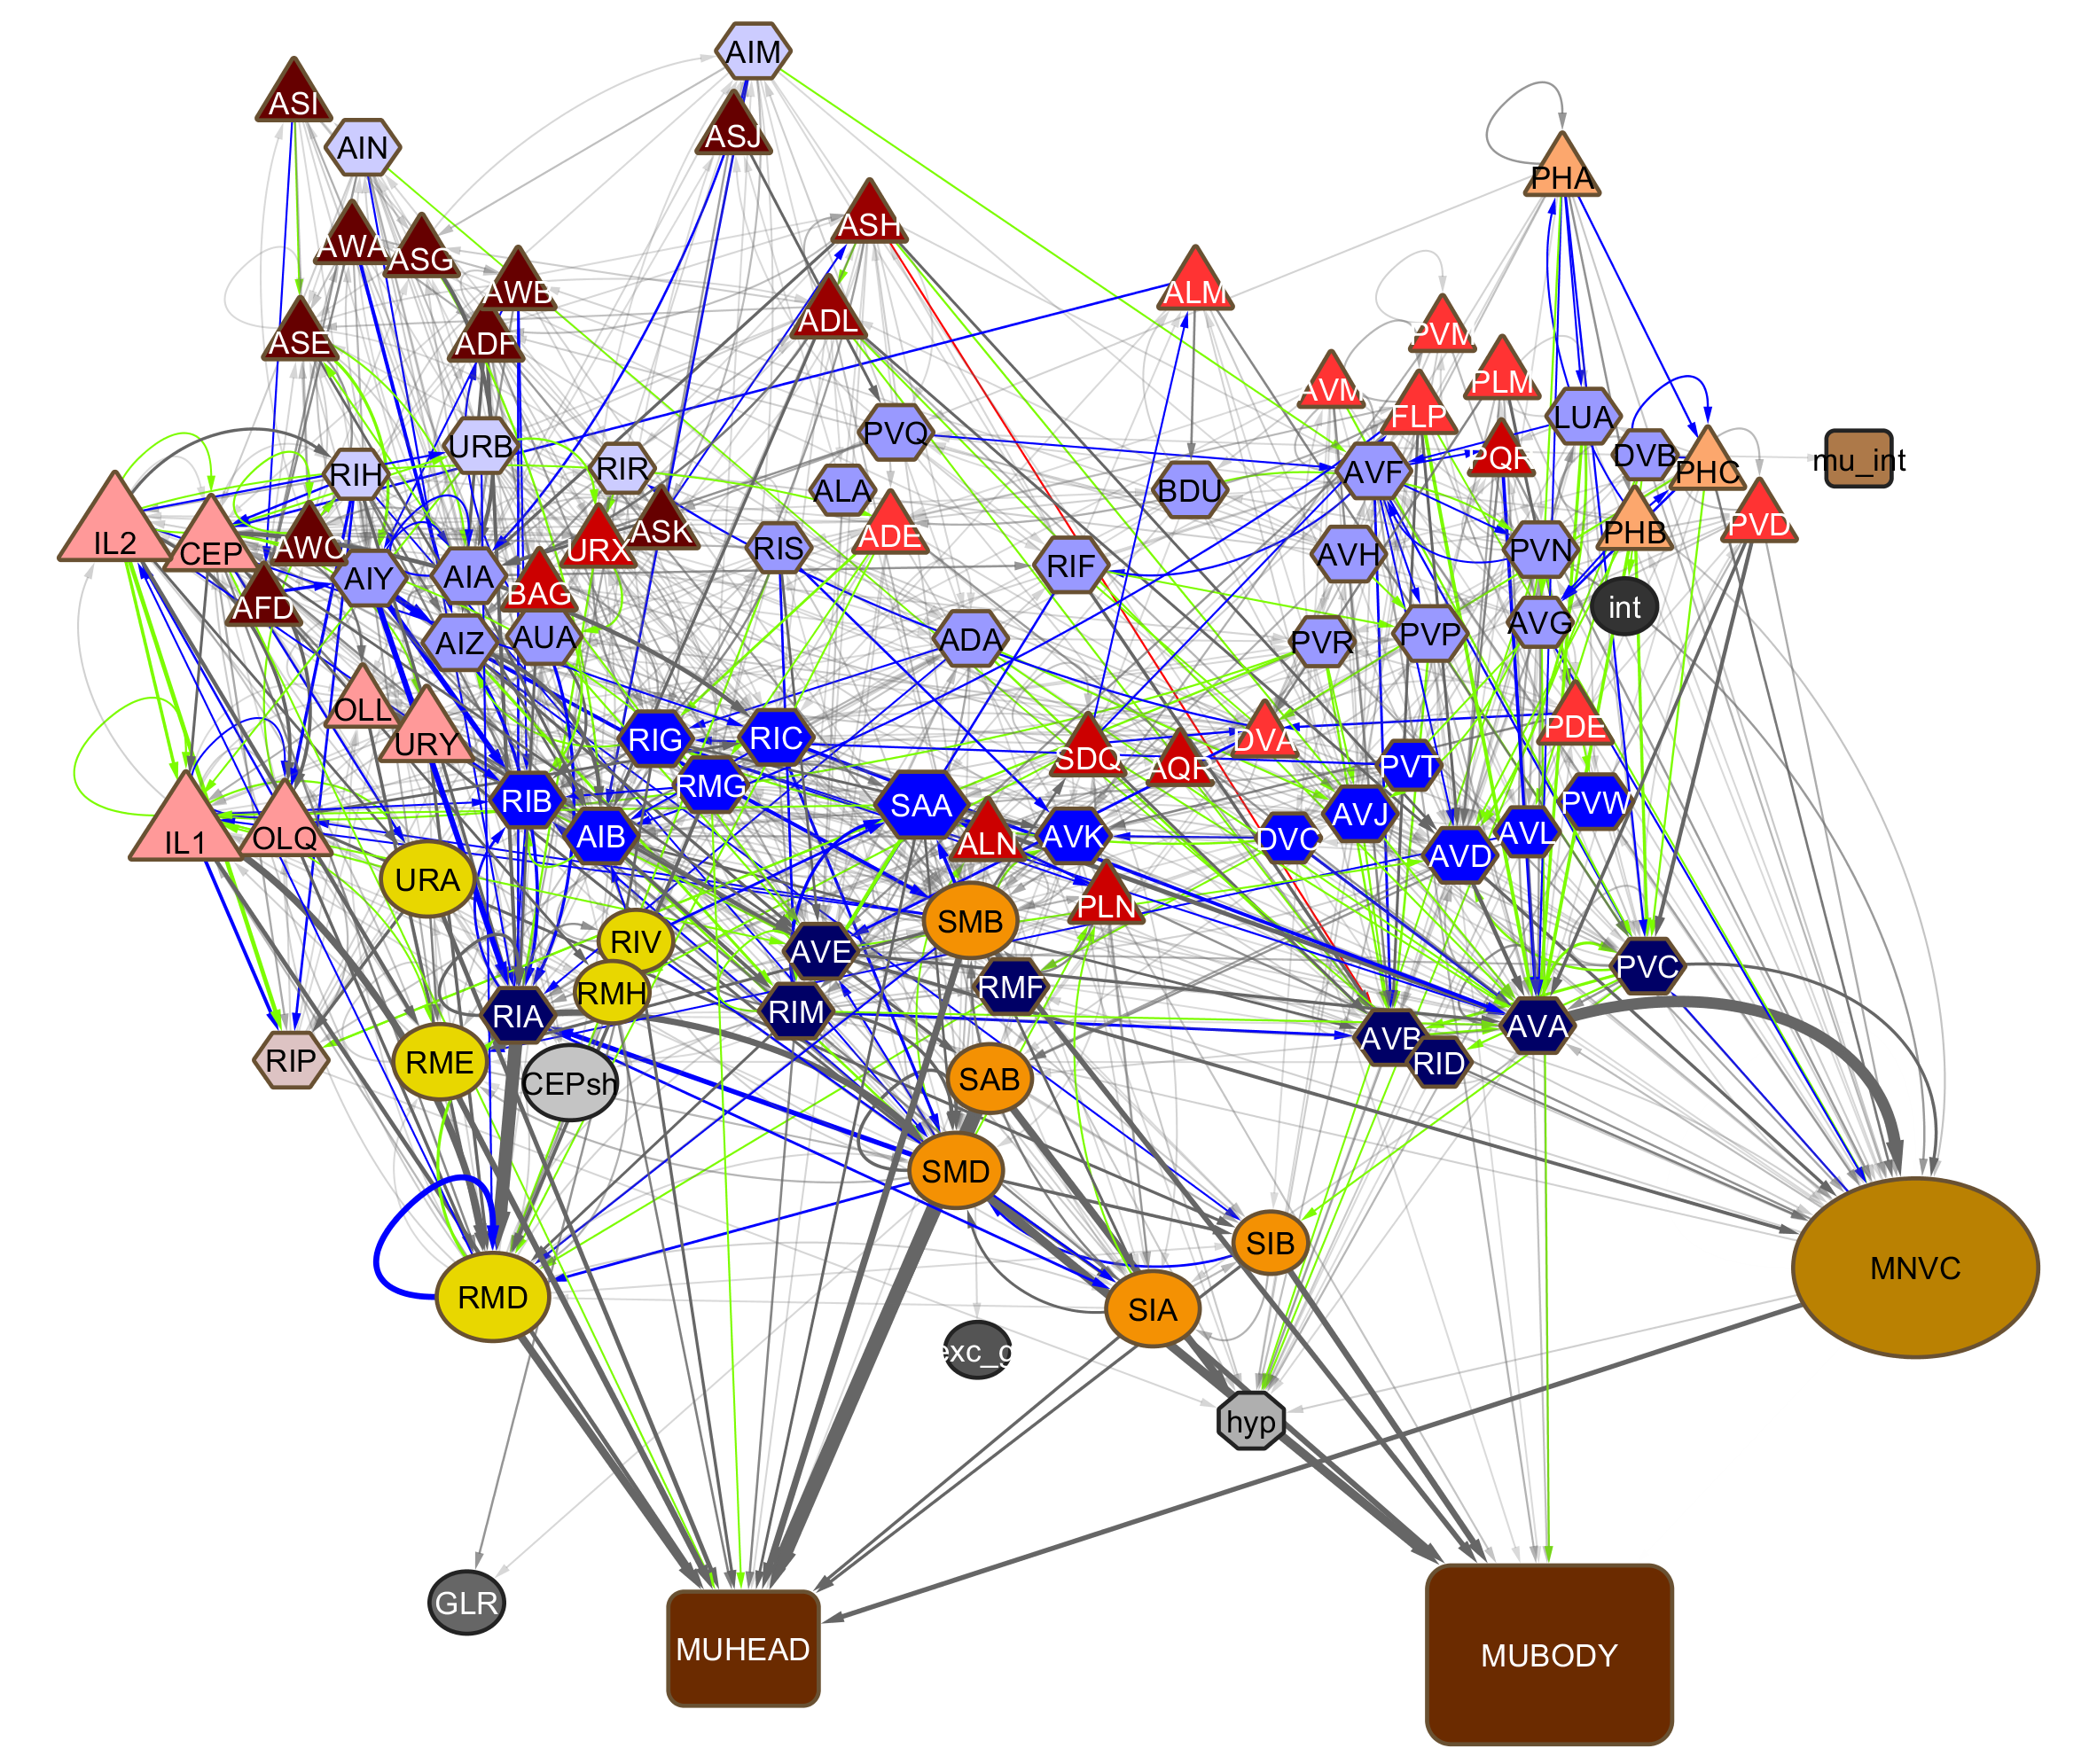 AIM
ASI
ASJ
AIN
PHA
ASH
AWA
ASG
AWB
ALM
ADL
PVM
ASE
ADF
PLM
AVM
FLP
LUA
PVQ
URB
DVB
PQR
mu_int
RIH
RIR
AVF
PHC
ALA
BDU
IL2
CEP
AWC
URX
ASK
RIS
ADE
AVH
PVN
PHB
PVD
AIY
AIA
BAG
RIF
AFD
int
AIZ
AUA
ADA
PVR
PVP
AVG
OLL
URY
RIG
RIC
DVA
PDE
SDQ
AQR
PVT
RMG
RIB
SAA
PVW
AIB
AVK
DVC
AVJ
AVL
IL1
OLQ
ALN
AVD
URA
PLN
SMB
RIV
AVE
PVC
RMH
RMF
RIA
RIM
AVB
AVA
RIP
RME
CEPsh
SAB
RID
SMD
SIB
MNVC
RMD
SIA
exc_g
hyp
GLR
MUHEAD
MUBODY